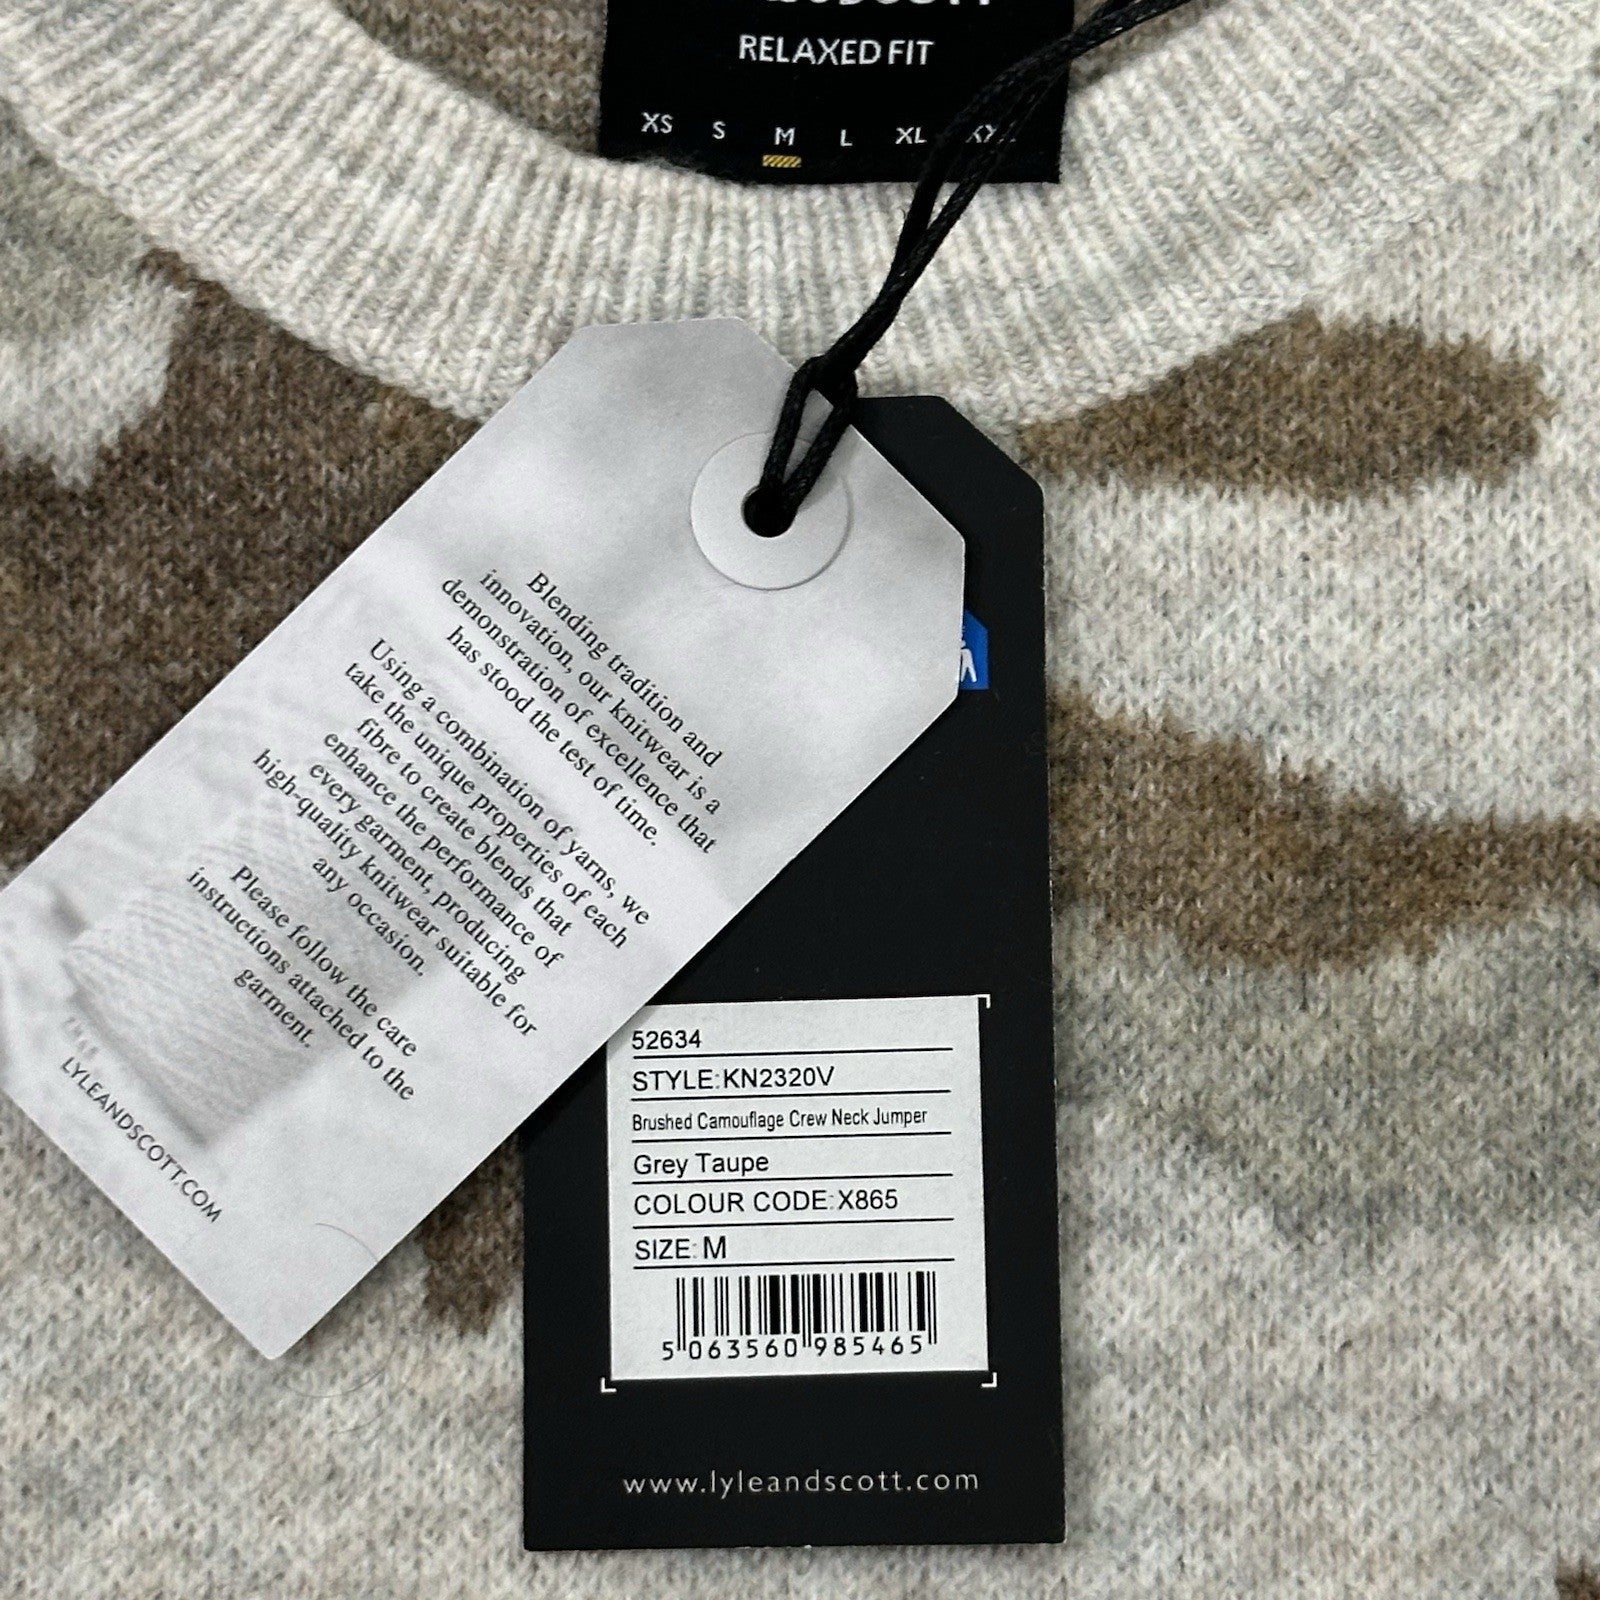 RELAXED FIT
XS S M L XL
Blending tradition and
innovation, our knitwear is a
demonstration of excellence that
has stood the test of time.
Using a combination of yarns, we
take the unique properties of each
fibre to create blends that
enhance the performance of
every garment, producing
high-quality knitwear suitable for
any occasion.
Please follow the care
instructions attached to the
garment.
LYLEANDSCOTT.COM
52634
STYLE:KN2320V
Brushed Camouflage Crew Neck Jumper
Grey Taupe
COLOUR CODE:X865
SIZE:M
5 063560 985465
www.lyleandscott.com